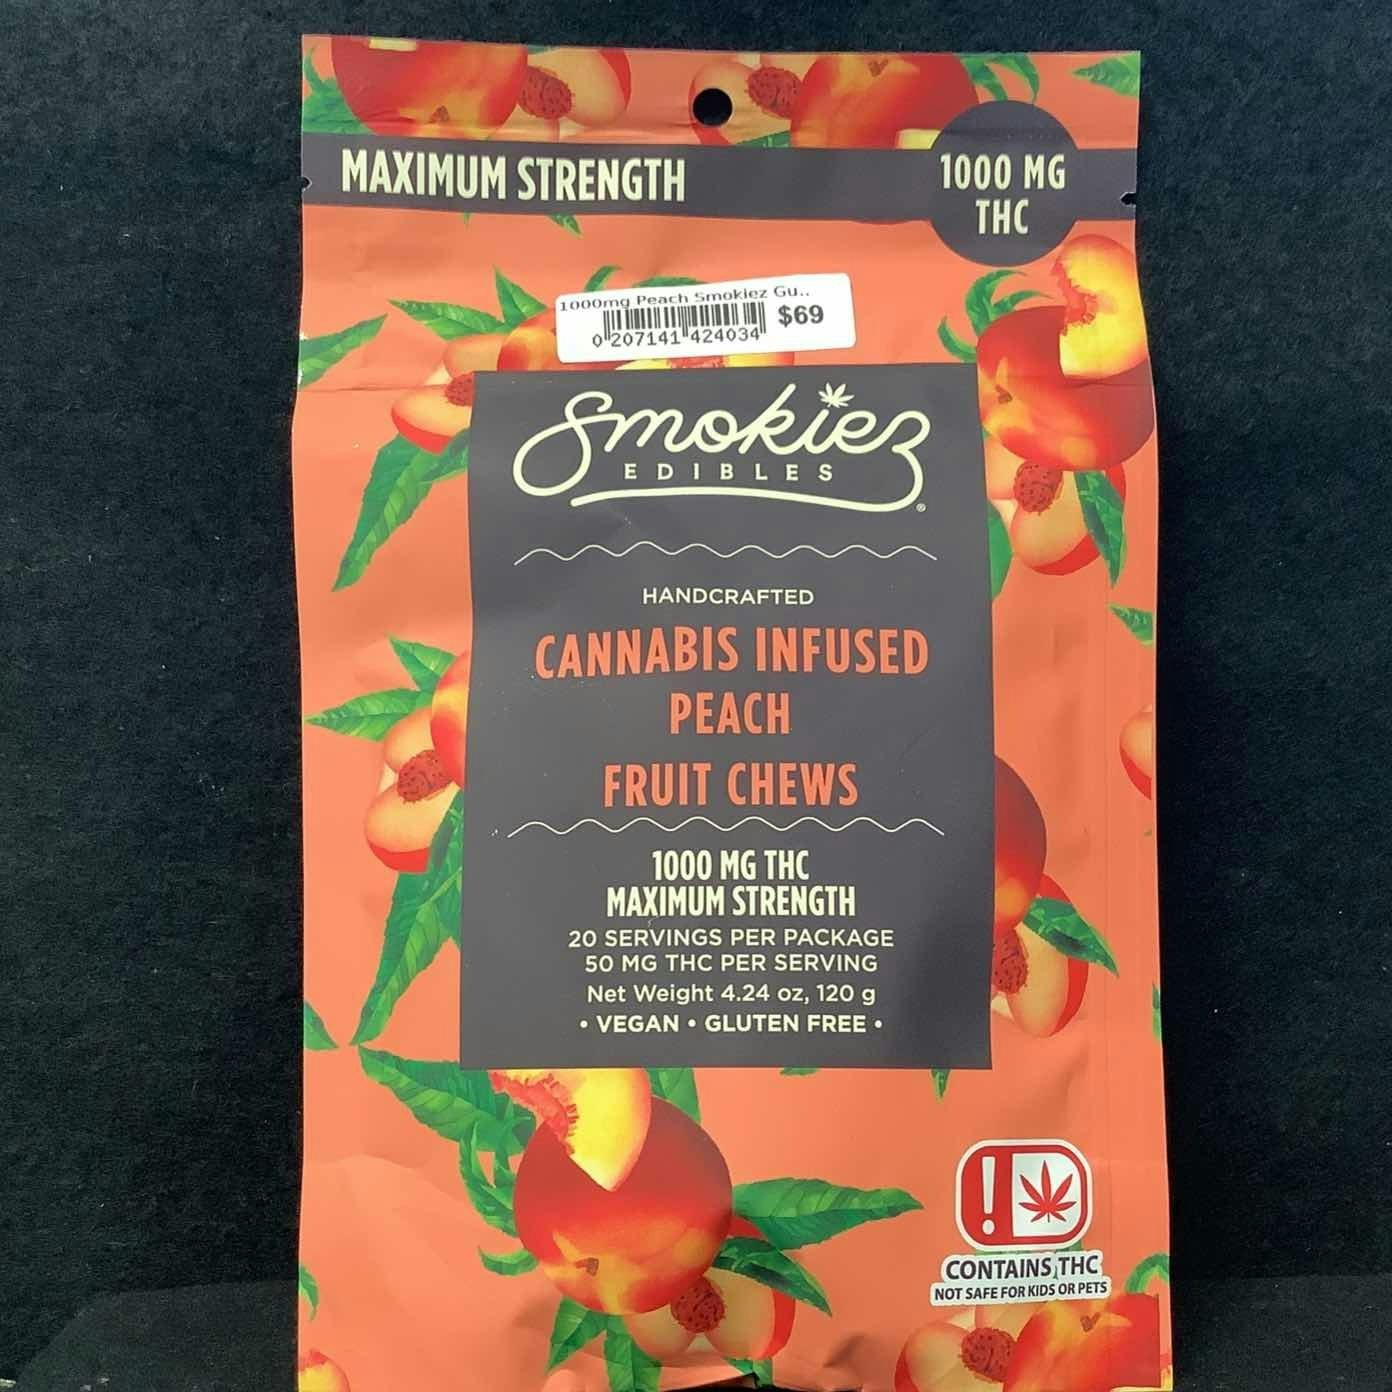 MAXIMUM STRENGTH
1000 MG
THC
1000mg Peach Smokiez Gu..
$69
0 207141 424034
Smokiez
EDIBLES
®
HANDCRAFTED
CANNABIS INFUSED
PEACH
FRUIT CHEWS
1000 MG THC
MAXIMUM STRENGTH
20 SERVINGS PER PACKAGE
50 MG THC PER SERVING
Net Weight 4.24 oz, 120 g
• VEGAN • GLUTEN FREE •
!
CONTAINS THC
NOT SAFE FOR KIDS OR PETS